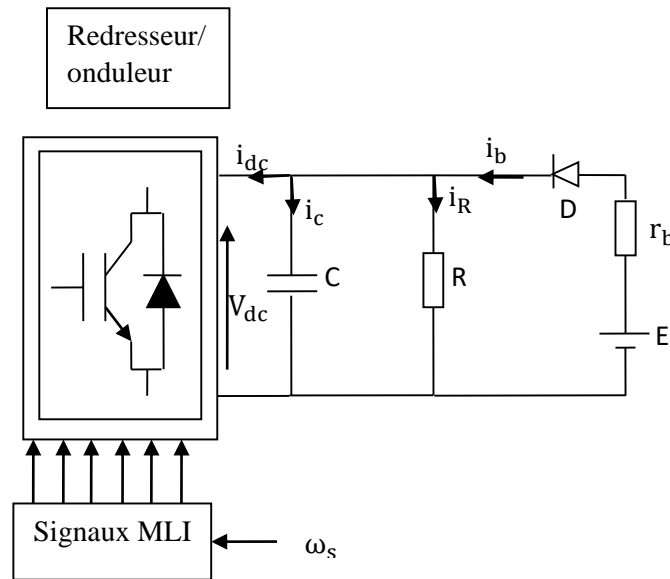 Redresseur/
onduleur
i_dc
i_c
i_R
i_b
D
r_b
C
R
V_dc
E
Signaux MLI
ω_s